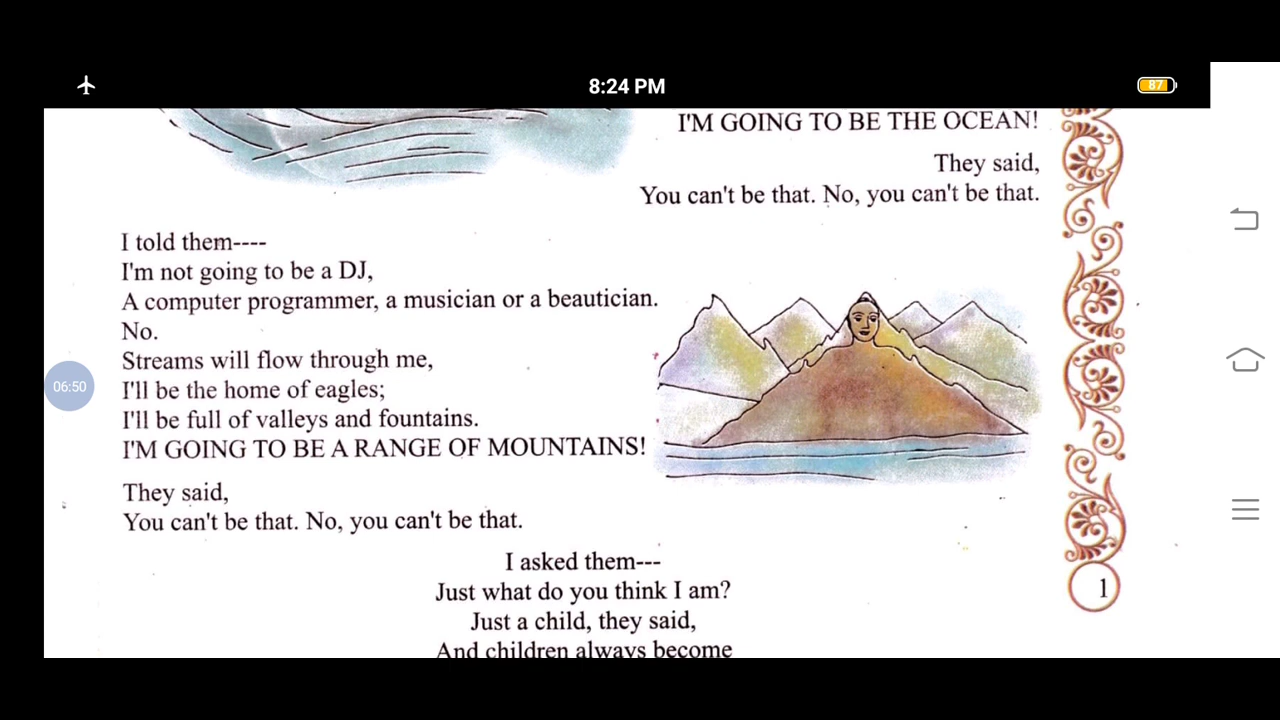 8:24 PM
87
I'M GOING TO BE THE OCEAN!
They said,
You can't be that. No, you can't be that.
I told them----
I'm not going to be a DJ,
A computer programmer, a musician or a beautician.
No.
Streams will flow through me,
I'll be the home of eagles;
I'll be full of valleys and fountains.
I'M GOING TO BE A RANGE OF MOUNTAINS!
06:50
They said,
You can't be that. No, you can't be that.
I asked them---
Just what do you think I am?
Just a child, they said,
And children always become
1